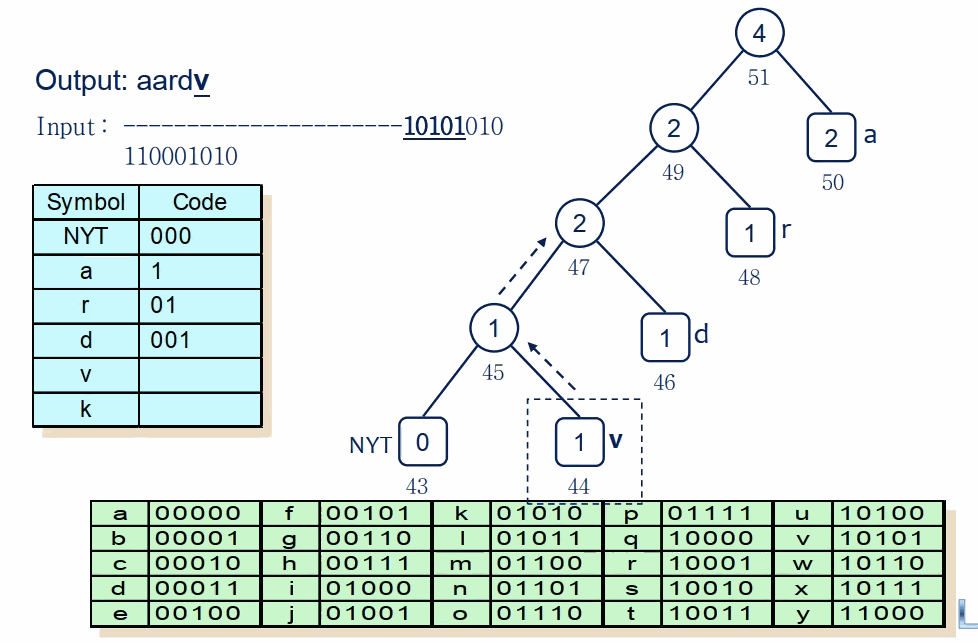 Output: aardv
Input : ----------------------10101010
110001010
Symbol Code
NYT 000
a 1
r 01
d 001
v
k
4
51
2
49
2 a
50
2
47
1 r
48
1
45
1 d
46
NYT 0
43
1 v
44
a 00000 f 00101 k 01010 p 01111 u 10100
b 00001 g 00110 l 01011 q 10000 v 10101
c 00010 h 00111 m 01100 r 10001 w 10110
d 00011 i 01000 n 01101 s 10010 x 10111
e 00100 j 01001 o 01110 t 10011 y 11000